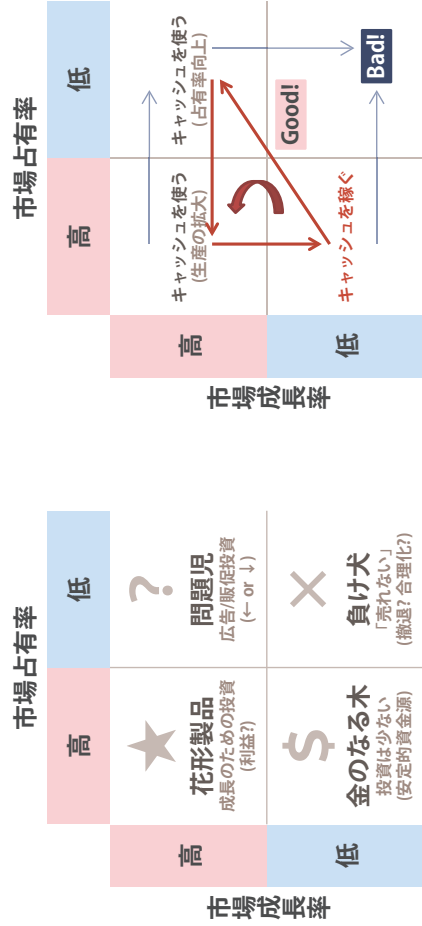 市場占有率
高
低
市場成長率
高
低
花形製品
成長のための投資
(利益?)
?
問題児
広告/販促投資
(← or ↓)
$
金のなる木
投資は少ない
(安定的資金源)
負け犬
「売れない」
(撤退? 合理化?)
市場占有率
高
低
市場成長率
高
低
キャッシュを使う
(生産の拡大)
キャッシュを使う
(占有率向上)
キャッシュを稼ぐ
Good!
Bad!